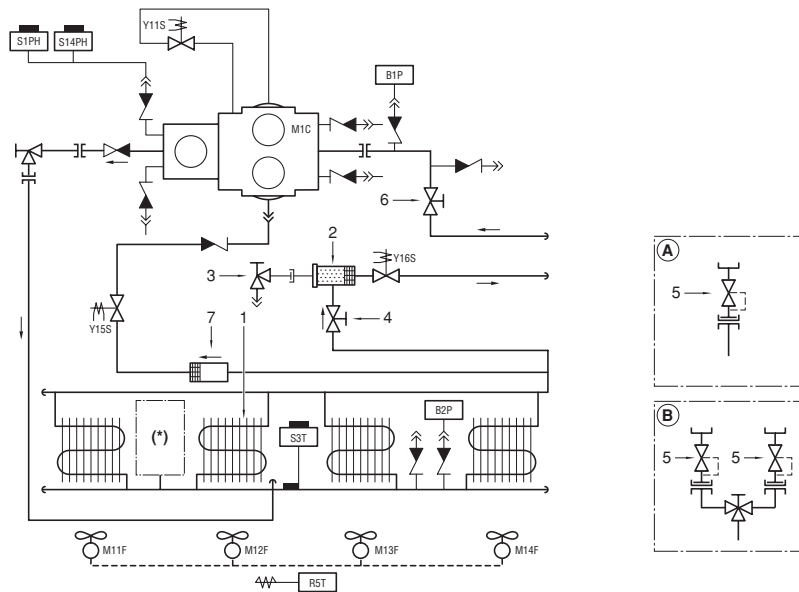 Y11S
S1PH
S14PH
B1P
M1C
6
2
Y16S
3
A
5
Y15S
7
1
4
B2P
B
(*)
S3T
5
5
M11F
M12F
M13F
M14F
R5T